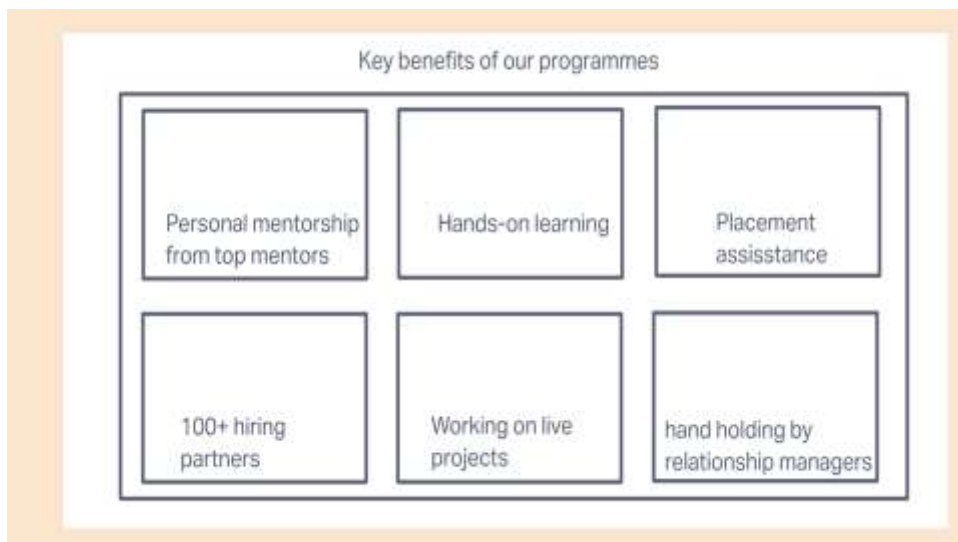 Key benefits of our programmes
Personal mentorship
from top mentors
Hands-on learning
Placement
assisstance
100+ hiring
partners
Working on live
projects
hand holding by
relationship managers